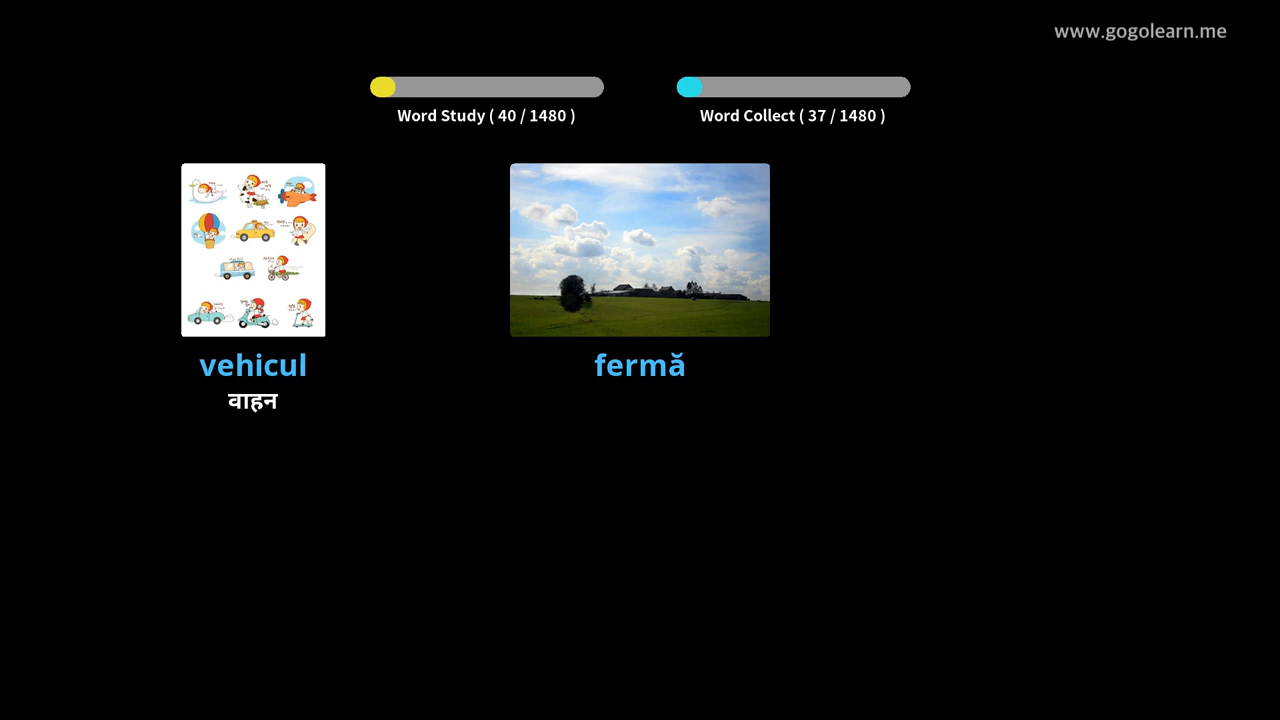 www.gogolearn.me
Word Study ( 40 / 1480 )
Word Collect ( 37 / 1480 )
vehicul
fermă
वाहन